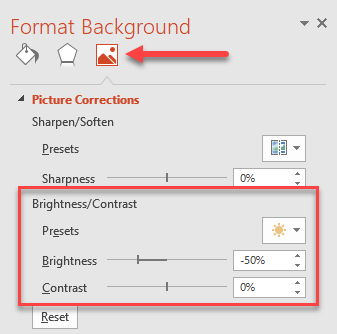 Format Background
Picture Corrections
Sharpen/Soften
Presets
Sharpness 0%
Brightness/Contrast
Presets
Brightness -50%
Contrast 0%
Reset